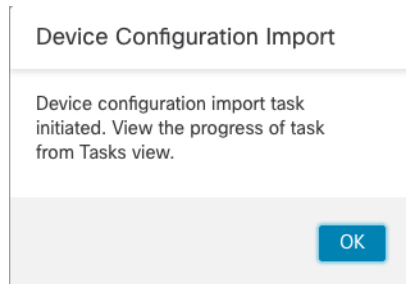 Device Configuration Import
Device configuration import task
initiated. View the progress of task
from Tasks view.
OK